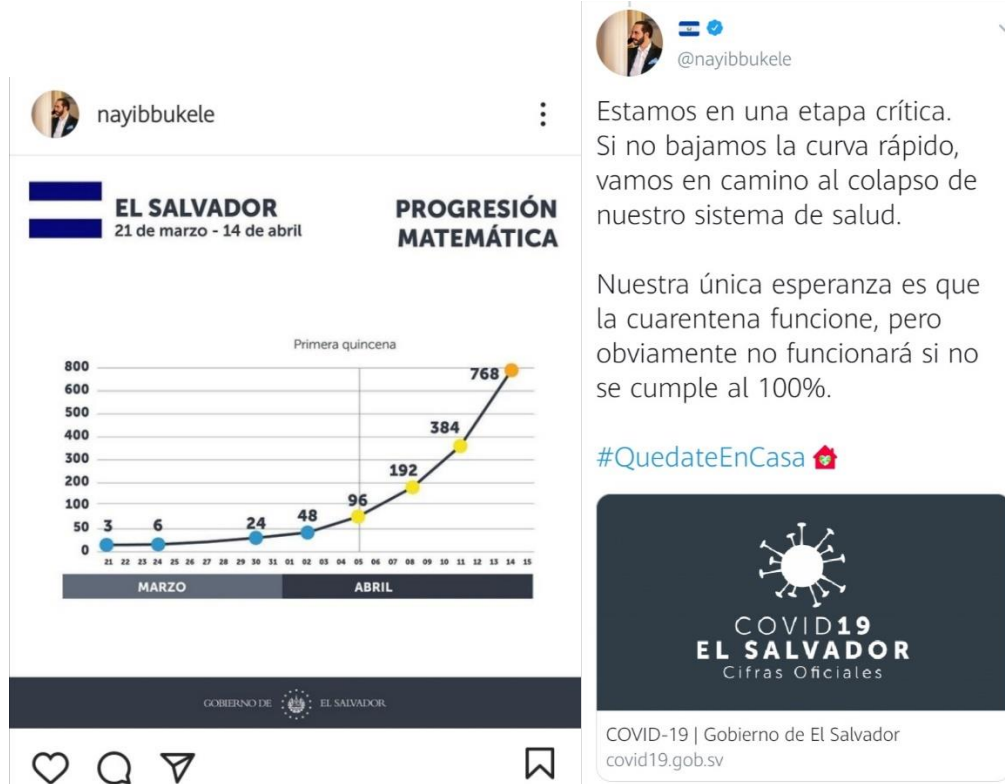 nayibbukele
EL SALVADOR
21 de marzo - 14 de abril
PROGRESIÓN
MATEMÁTICA
Primera quincena
800
600
500
400
300
200
100
50
0
3
6
24
48
96
192
384
768
21 22 23 24 25 26 27 28 29 30 31 01 02 03 04 05 06 07 08 09 10 11 12 13 14 15
MARZO
ABRIL
GOBIERNO DE EL SALVADOR
@nayibbukele
Estamos en una etapa crítica.
Si no bajamos la curva rápido,
vamos en camino al colapso de
nuestro sistema de salud.
Nuestra única esperanza es que
la cuarentena funcione, pero
obviamente no funcionará si no
se cumple al 100%.
#QuedateEnCasa
COVID19
EL SALVADOR
Cifras Oficiales
COVID-19 | Gobierno de El Salvador
covid19.gob.sv